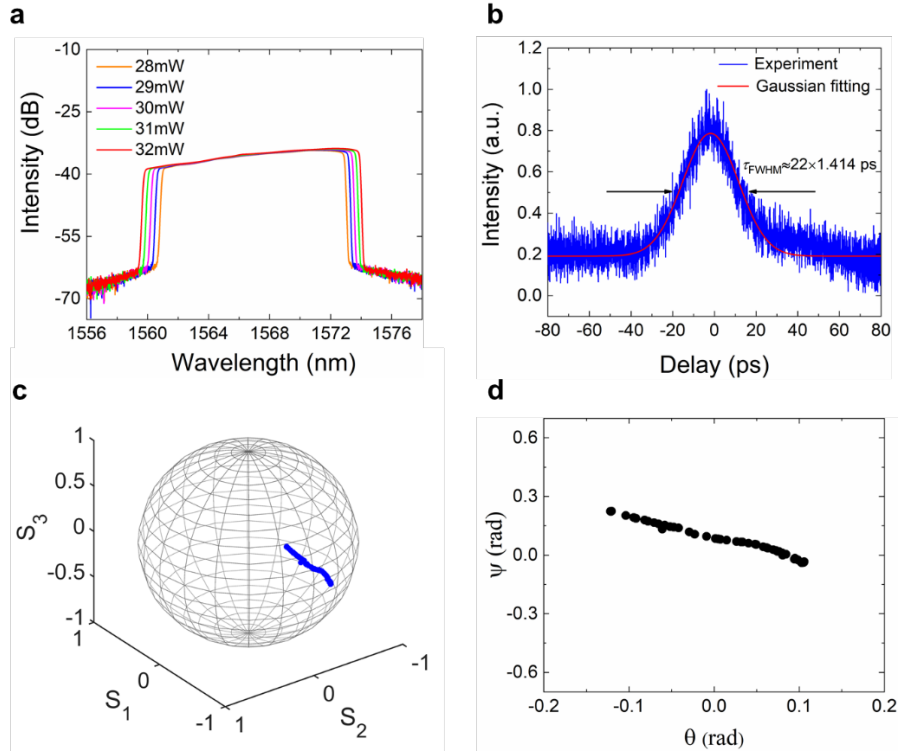 a
-10
-25
-40
-55
-70
Intensity (dB)
28mW
29mW
30mW
31mW
32mW
1556 1560 1564 1568 1572 1576
Wavelength (nm)
b
1.2
1.0
0.8
0.6
0.4
0.2
0.0
Intensity (a.u.)
Experiment
Gaussian fitting
τFWHM≈22×1.414 ps
-80 -60 -40 -20 0 20 40 60 80
Delay (ps)
c
1
0.5
0
-0.5
-1
S3
1
0
-1
S1
1
0
-1
S2
d
0.6
0.3
0.0
-0.3
-0.6
ψ (rad)
-0.2 -0.1 0.0 0.1 0.2
θ (rad)